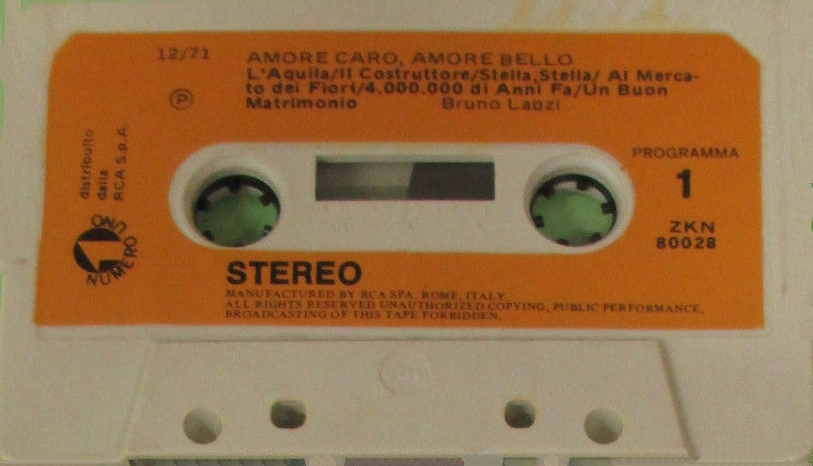 12/71
AMORE CARO, AMORE BELLO
L'Aquila/Il Costruttore/Stella,Stella/ Al Merca-
to dei Fiori/4.000.000 di Anni Fa/Un Buon
Matrimonio Bruno Lauzi
℗
distribuito
dalla
RCA S.p.A.
NUMERO UNO
PROGRAMMA
1
ZKN
80028
STEREO
MANUFACTURED BY RCA SPA, ROME, ITALY
ALL RIGHTS RESERVED UNAUTHORIZED COPYING, PUBLIC PERFORMANCE,
BROADCASTING OF THIS TAPE FORBIDDEN.